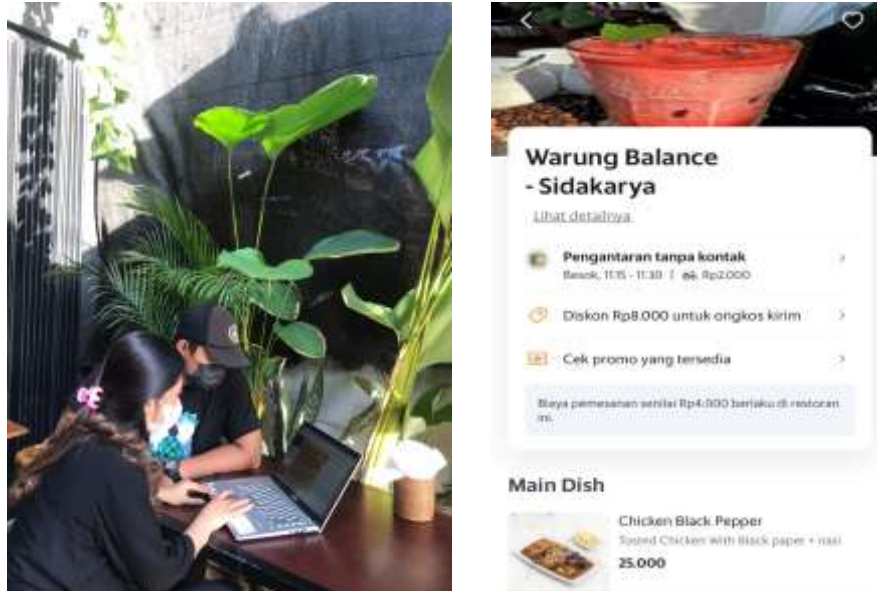 Warung Balance
- Sidakarya
Lihat detailnya
Pengantaran tanpa kontak
Besok, 11:15 - 11:30 | Rp2.000
Diskon Rp8.000 untuk ongkos kirim
Cek promo yang tersedia
Biaya pemesanan senilai Rp4.000 berlaku di restoran
ini.
Main Dish
Chicken Black Pepper
Tosted Chicken With Black paper + nasi
25.000